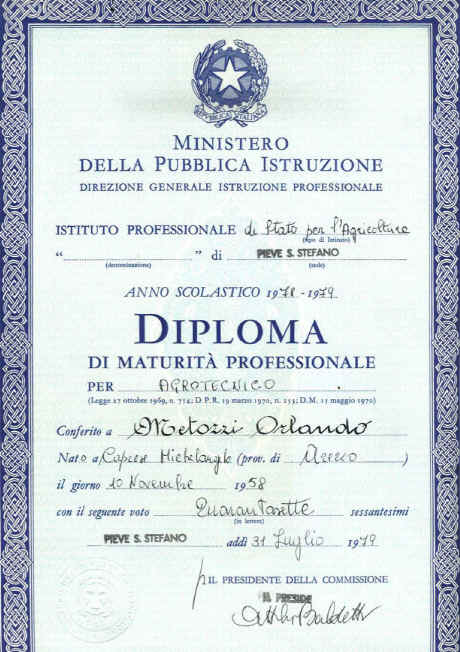 REPVBBLICA ITALIANA
MINISTERO
DELLA PUBBLICA ISTRUZIONE
DIREZIONE GENERALE ISTRUZIONE PROFESSIONALE
ISTITUTO PROFESSIONALE di Stato per l'Agricoltura
(tipo di Istituto)
“ ” di PIEVE S. STEFANO
(denominazione) (sede)
ANNO SCOLASTICO 1978-1979
DIPLOMA
DI MATURITÀ PROFESSIONALE
PER AGROTECNICO
(Legge 27 ottobre 1969, n. 754; D.P.R. 19 marzo 1970, n. 253; D.M. 15 maggio 1970)
Conferito a Metozzi Orlando
Nato a Caprese Michelangelo (prov. di Arezzo)
il giorno 10 Novembre 1958
con il seguente voto Quarantasette sessantesimi
(in lettere)
PIEVE S. STEFANO addì 31 Luglio 1979
p IL PRESIDENTE DELLA COMMISSIONE
IL PRESIDE
Baldetti